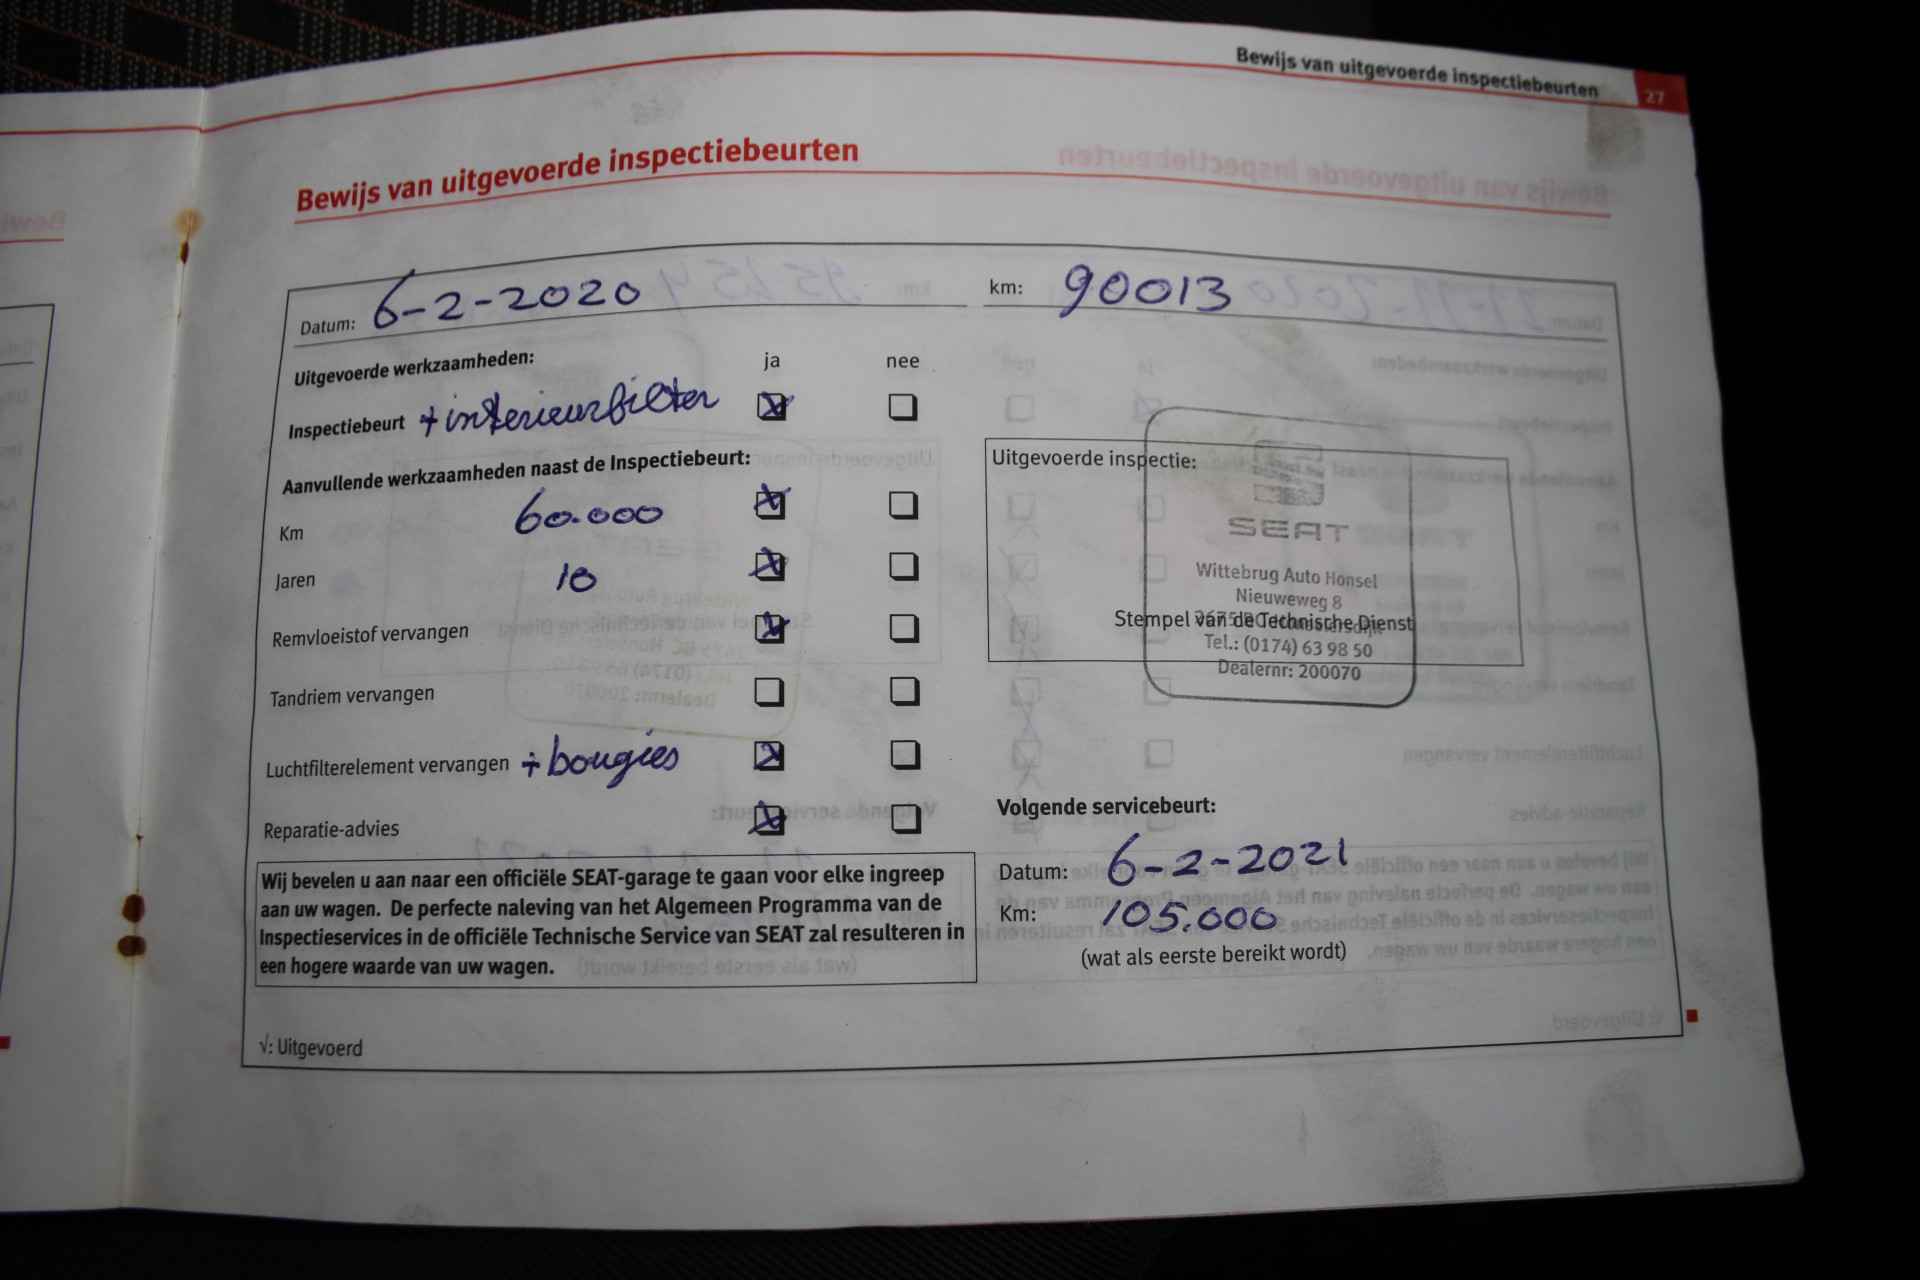 Bewijs van uitgevoerde inspectiebeurten 27
Bewijs van uitgevoerde inspectiebeurten
Datum: 6-2-2020 km: 90013
Uitgevoerde werkzaamheden: ja nee
Inspectiebeurt + interieurfilter
Aanvullende werkzaamheden naast de Inspectiebeurt:
Km 60.000
Jaren 10
Remvloeistof vervangen
Tandriem vervangen
Luchtfilterelement vervangen + bougies
Reparatie-advies
Wij bevelen u aan naar een officiële SEAT-garage te gaan voor elke ingreep
aan uw wagen. De perfecte naleving van het Algemeen Programma van de
Inspectieservices in de officiële Technische Service van SEAT zal resulteren in
een hogere waarde van uw wagen.
√: Uitgevoerd
Uitgevoerde inspectie:
SEAT
Wittebrug Auto Honsel
Nieuweweg 8
Stempel van de Technische Dienst
Tel.: (0174) 63 98 50
Dealernr: 200070
Volgende servicebeurt:
Datum: 6-2-2021
Km: 105.000
(wat als eerste bereikt wordt)